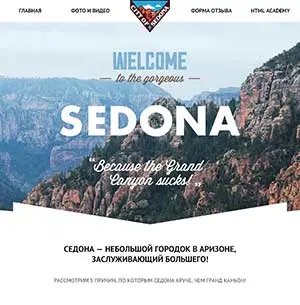 ГЛАВНАЯ
ФОТО И ВИДЕО
CITY OF SEDONA
ФОРМА ОТЗЫВА
HTML ACADEMY
WELCOME
to the gorgeous
SEDONA
“Because the Grand
Canyon sucks!”
СЕДОНА — НЕБОЛЬШОЙ ГОРОДОК В АРИЗОНЕ,
ЗАСЛУЖИВАЮЩИЙ БОЛЬШЕГО!
РАССМОТРИМ 5 ПРИЧИН, ПО КОТОРЫМ СЕДОНА КРУЧЕ, ЧЕМ ГРАНД КАНЬОН!